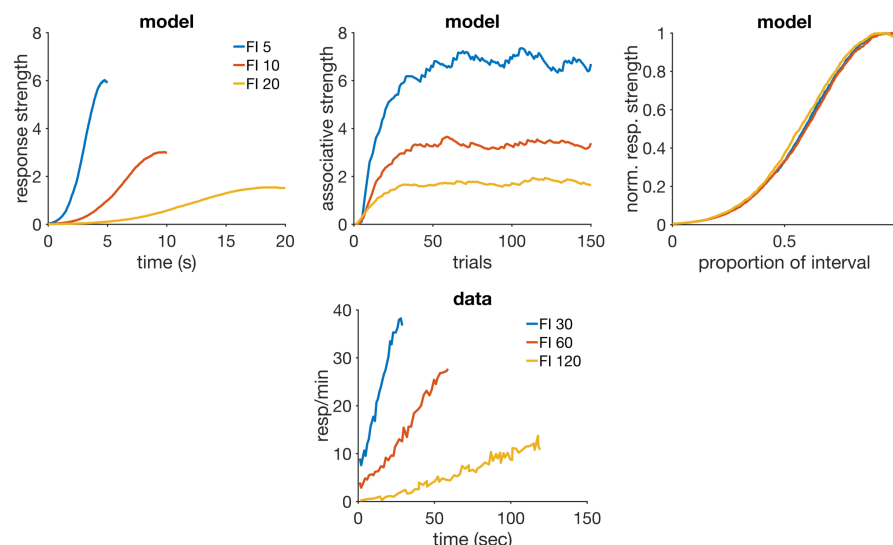 model
response strength
8
6
4
2
0
0 5 10 15 20
time (s)
FI 5
FI 10
FI 20
model
associative strength
8
6
4
2
0
0 50 100 150
trials
model
norm. resp. strength
1
0.8
0.6
0.4
0.2
0
0 0.5
proportion of interval
data
resp/min
40
30
20
10
0
0 50 100 150
time (sec)
FI 30
FI 60
FI 120